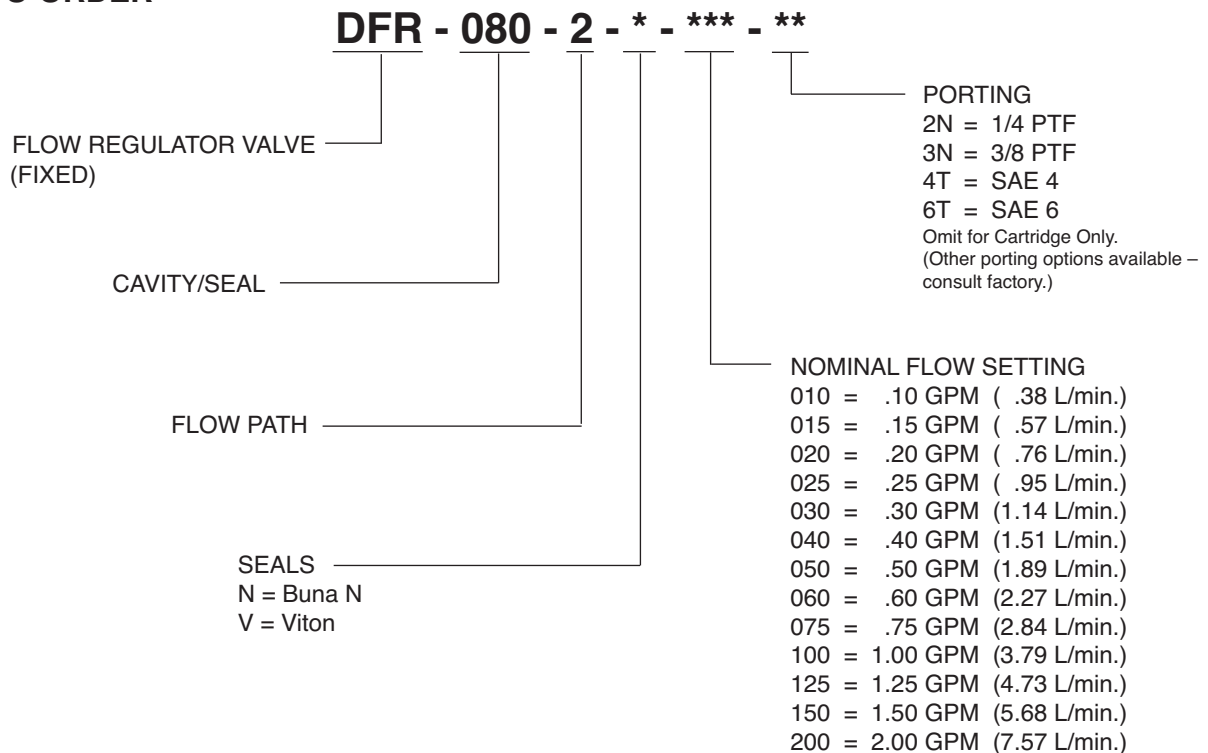 DFR - 080 - 2 - * - *** - **
PORTING
2N = 1/4 PTF
3N = 3/8 PTF
4T = SAE 4
6T = SAE 6
Omit for Cartridge Only.
(Other porting options available –
consult factory.)
FLOW REGULATOR VALVE
(FIXED)
CAVITY/SEAL
NOMINAL FLOW SETTING
010 = .10 GPM ( .38 L/min.)
015 = .15 GPM ( .57 L/min.)
020 = .20 GPM ( .76 L/min.)
025 = .25 GPM ( .95 L/min.)
030 = .30 GPM (1.14 L/min.)
040 = .40 GPM (1.51 L/min.)
050 = .50 GPM (1.89 L/min.)
060 = .60 GPM (2.27 L/min.)
075 = .75 GPM (2.84 L/min.)
100 = 1.00 GPM (3.79 L/min.)
125 = 1.25 GPM (4.73 L/min.)
150 = 1.50 GPM (5.68 L/min.)
200 = 2.00 GPM (7.57 L/min.)
FLOW PATH
SEALS
N = Buna N
V = Viton